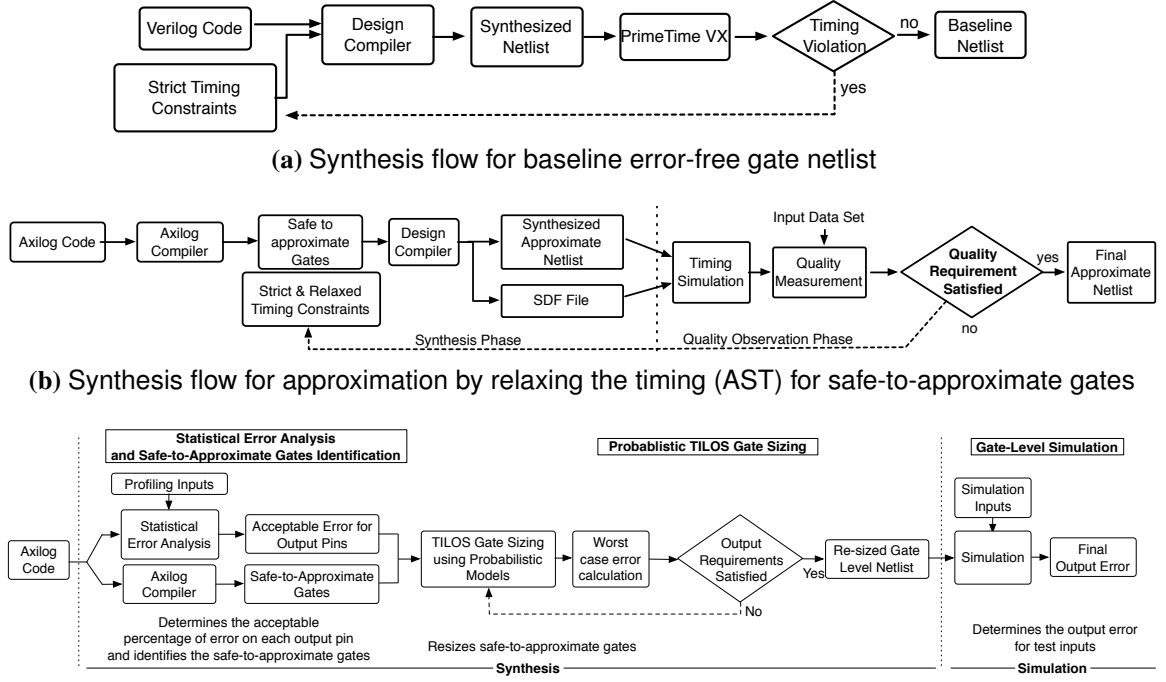 Verilog Code
Strict Timing
Constraints
Design
Compiler
Synthesized
Netlist
PrimeTime VX
Timing
Violation
no
yes
Baseline
Netlist
(a) Synthesis flow for baseline error-free gate netlist
Axilog Code
Axilog
Compiler
Safe to
approximate
Gates
Strict & Relaxed
Timing Constraints
Design
Compiler
Synthesized
Approximate
Netlist
SDF File
Timing
Simulation
Input Data Set
Quality
Measurement
Quality
Requirement
Satisfied
yes
no
Final
Approximate
Netlist
Synthesis Phase
Quality Observation Phase
(b) Synthesis flow for approximation by relaxing the timing (AST) for safe-to-approximate gates
Statistical Error Analysis
and Safe-to-Approximate Gates Identification
Probablistic TILOS Gate Sizing
Gate-Level Simulation
Profiling Inputs
Axilog
Code
Statistical
Error Analysis
Acceptable Error for
Output Pins
Axilog
Compiler
Safe-to-Approximate
Gates
TILOS Gate Sizing
using Probabilistic
Models
Worst
case error
calculation
Output
Requirements
Satisfied
Yes
No
Re-sized Gate
Level Netlist
Simulation
Inputs
Simulation
Final
Output Error
Determines the acceptable
percentage of error on each output pin
and identifies the safe-to-approximate gates
Resizes safe-to-approximate gates
Determines the output error
for test inputs
Synthesis
Simulation